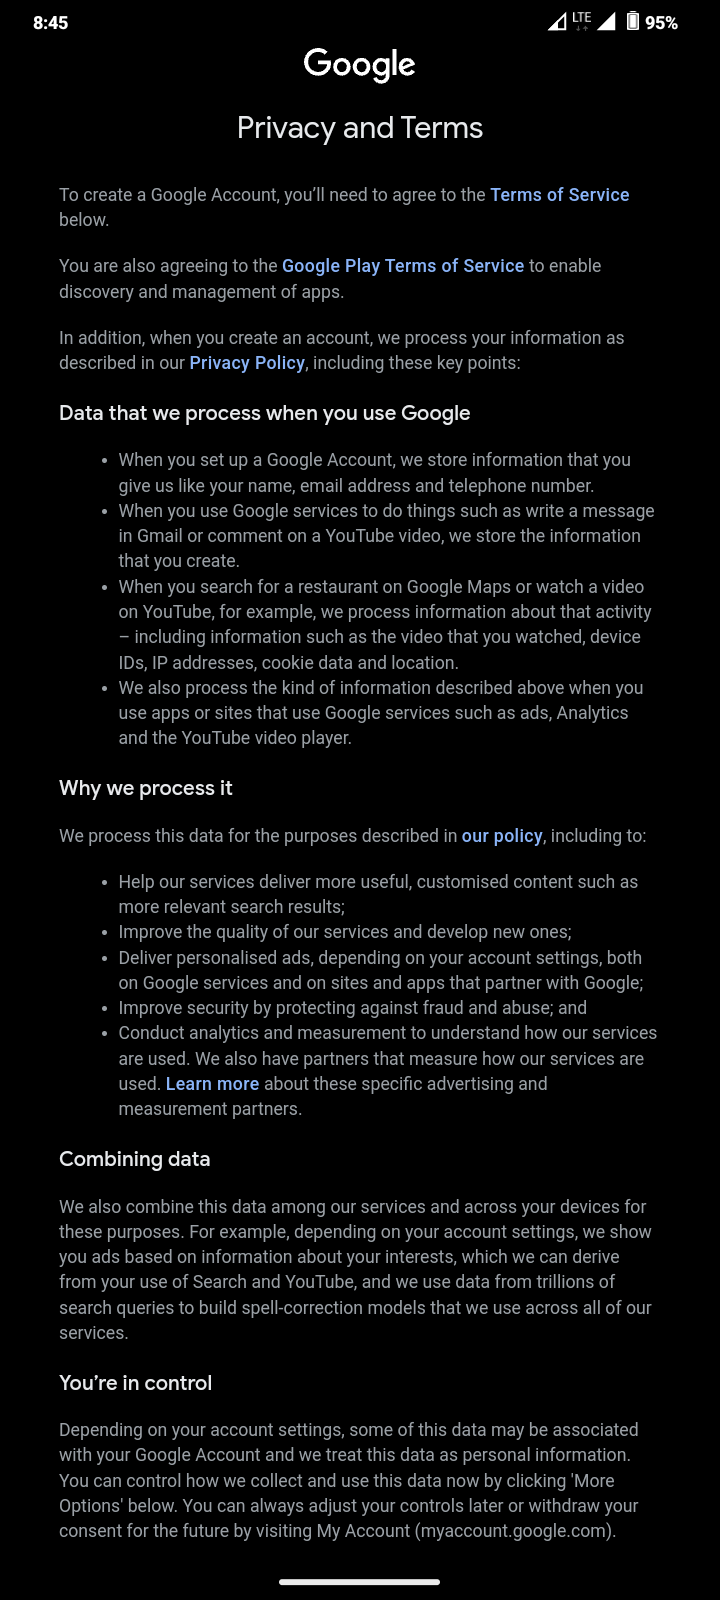 8:45
LTE
95%
Google
Privacy and Terms
To create a Google Account, you’ll need to agree to the Terms of Service
below.
You are also agreeing to the Google Play Terms of Service to enable
discovery and management of apps.
In addition, when you create an account, we process your information as
described in our Privacy Policy, including these key points:
Data that we process when you use Google
• When you set up a Google Account, we store information that you
give us like your name, email address and telephone number.
• When you use Google services to do things such as write a message
in Gmail or comment on a YouTube video, we store the information
that you create.
• When you search for a restaurant on Google Maps or watch a video
on YouTube, for example, we process information about that activity
– including information such as the video that you watched, device
IDs, IP addresses, cookie data and location.
• We also process the kind of information described above when you
use apps or sites that use Google services such as ads, Analytics
and the YouTube video player.
Why we process it
We process this data for the purposes described in our policy, including to:
• Help our services deliver more useful, customised content such as
more relevant search results;
• Improve the quality of our services and develop new ones;
• Deliver personalised ads, depending on your account settings, both
on Google services and on sites and apps that partner with Google;
• Improve security by protecting against fraud and abuse; and
• Conduct analytics and measurement to understand how our services
are used. We also have partners that measure how our services are
used. Learn more about these specific advertising and
measurement partners.
Combining data
We also combine this data among our services and across your devices for
these purposes. For example, depending on your account settings, we show
you ads based on information about your interests, which we can derive
from your use of Search and YouTube, and we use data from trillions of
search queries to build spell-correction models that we use across all of our
services.
You’re in control
Depending on your account settings, some of this data may be associated
with your Google Account and we treat this data as personal information.
You can control how we collect and use this data now by clicking 'More
Options' below. You can always adjust your controls later or withdraw your
consent for the future by visiting My Account (myaccount.google.com).